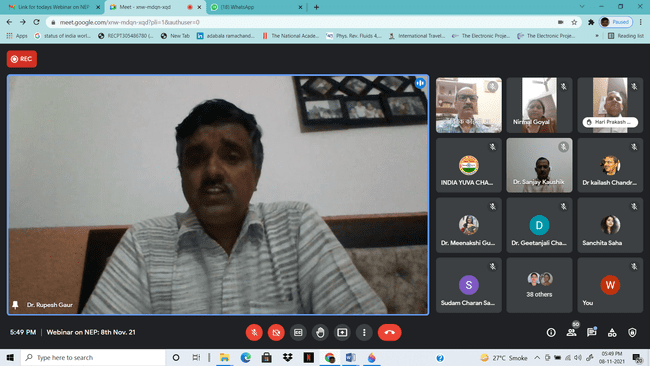 Link for todays Webinar on NEP
Meet - xnw-mdqn-xqd
(18) WhatsApp
meet.google.com/xnw-mdqn-xqd?pli=1&authuser=0
Paused
Apps
status of india worl...
RECPT305486780 (...
New Tab
adabala ramachand...
The National Acade...
Phys. Rev. Fluids 4,...
International Travel...
The Electronic Proje...
The Electronic Proje...
»
Reading list
REC
Nirmal Goyal
Hari Prakash ...
INDIA YUVA CHA...
Dr. Sanjay Kaushik
Dr kailash Chandr...
Dr. Meenakshi Gu...
D
Dr. Geetanjali Cha...
Sanchita Saha
Dr. Rupesh Gaur
S
Sudam Charan Sa...
38 others
W
You
5:49 PM | Webinar on NEP: 8th Nov. 21
50
Type here to search
27°C Smoke
05:49 PM
08-11-2021
20